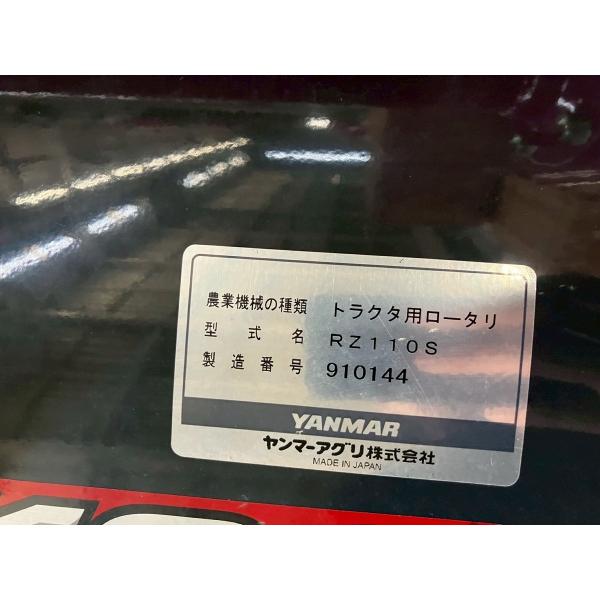 農業機械の種類 トラクタ用ロータリ
型式名 RZ110S
製造番号 910144
YANMAR
ヤンマーアグリ株式会社
MADE IN JAPAN